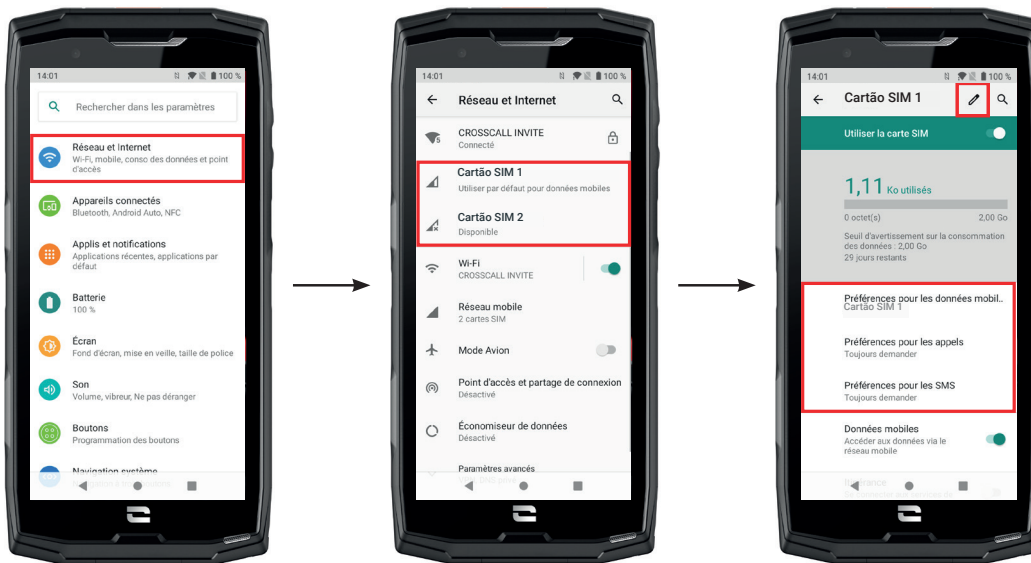 14:01
100 %
Rechercher dans les paramètres
Réseau et Internet
Wi-Fi, mobile, conso des données et point
d'accès
Appareils connectés
Bluetooth, Android Auto, NFC
Applis et notifications
Applications récentes, applications par
défaut
Batterie
100 %
Écran
Fond d'écran, mise en veille, taille de police
Son
Volume, vibreur, Ne pas déranger
Boutons
Programmation des boutons
Navigation système
14:01
100 %
Réseau et Internet
5
CROSSCALL INVITE
Connecté
Cartão SIM 1
Utiliser par défaut pour données mobiles
Cartão SIM 2
Disponible
Wi-Fi
CROSSCALL INVITE
Réseau mobile
2 cartes SIM
Mode Avion
Point d'accès et partage de connexion
Désactivé
Économiseur de données
Désactivé
Paramètres avancés
14:01
100 %
Cartão SIM 1
Utiliser la carte SIM
1,11 Ko utilisés
0 octet(s) 2,00 Go
Seuil d'avertissement sur la consommation
des données : 2,00 Go
29 jours restants
Préférences pour les données mobil..
Cartão SIM 1
Préférences pour les appels
Toujours demander
Préférences pour les SMS
Toujours demander
Données mobiles
Accéder aux données via le
réseau mobile
Itinérance